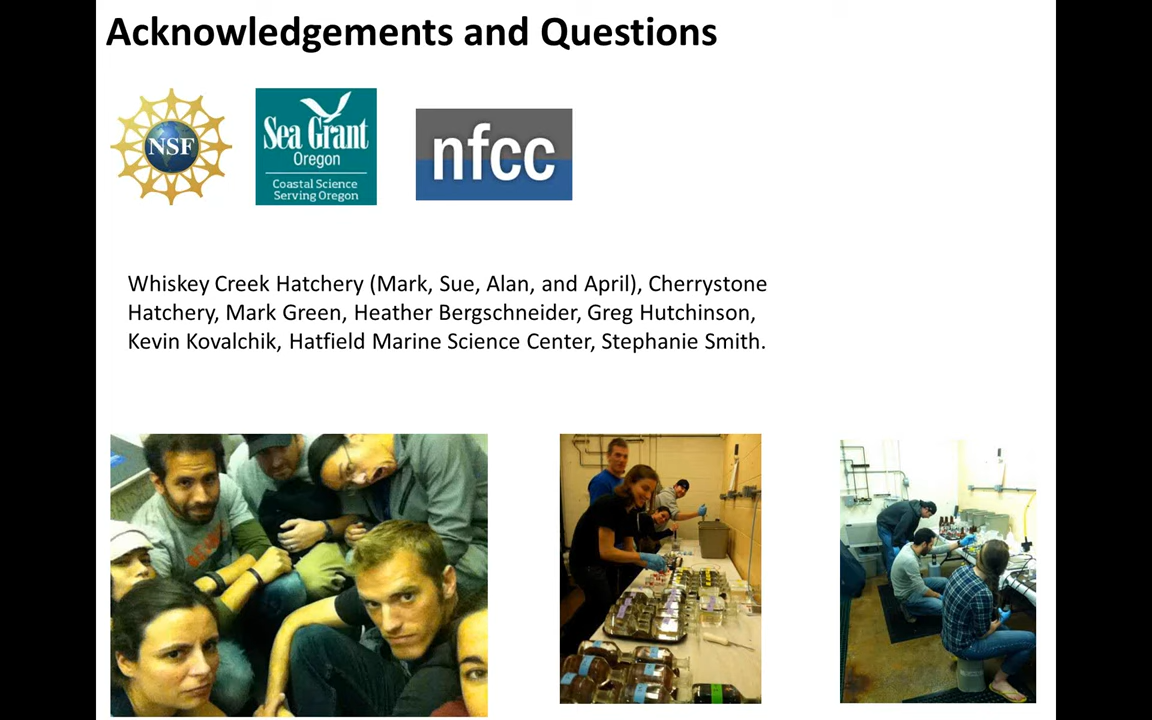 Acknowledgements and Questions
NSF
Sea Grant
Oregon
Coastal Science
Serving Oregon
nfcc
Whiskey Creek Hatchery (Mark, Sue, Alan, and April), Cherrystone
Hatchery, Mark Green, Heather Bergschneider, Greg Hutchinson,
Kevin Kovalchik, Hatfield Marine Science Center, Stephanie Smith.